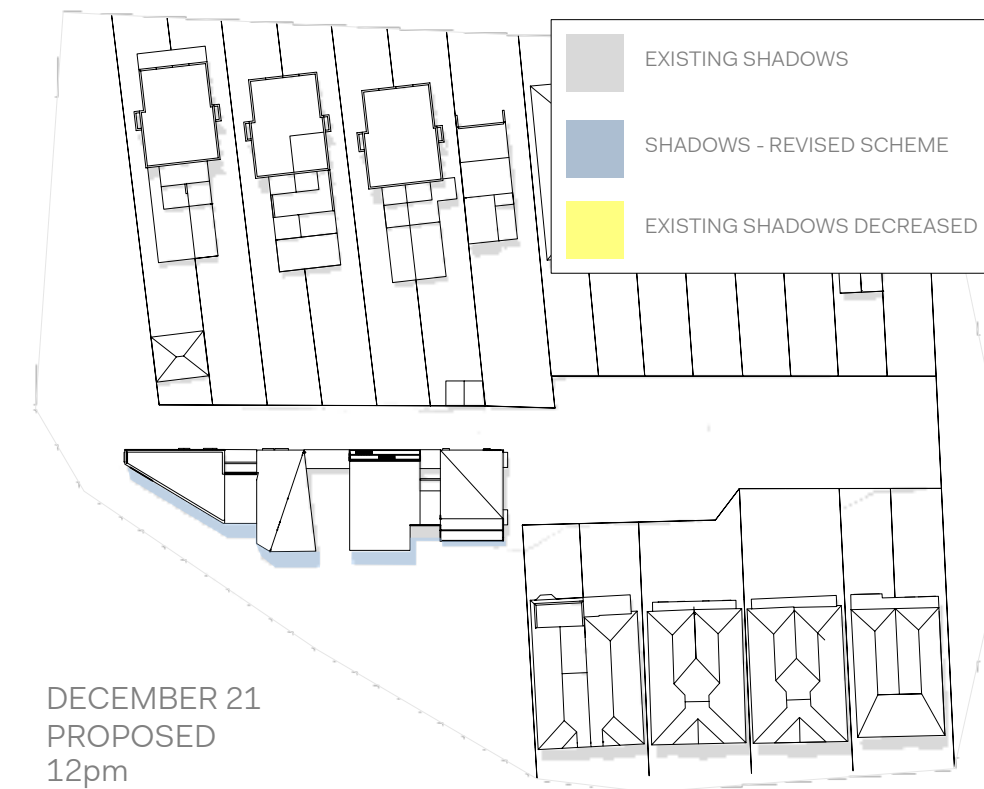 EXISTING SHADOWS
SHADOWS - REVISED SCHEME
EXISTING SHADOWS DECREASED
DECEMBER 21
PROPOSED
12pm